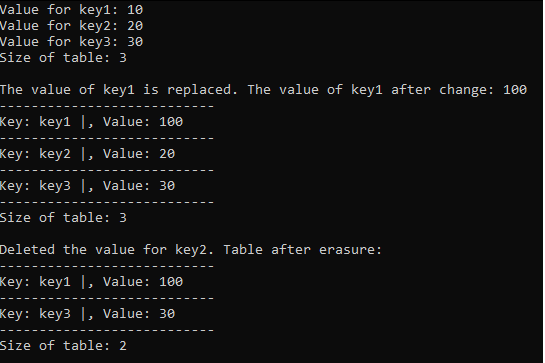 Value for key1: 10
Value for key2: 20
Value for key3: 30
Size of table: 3
The value of key1 is replaced. The value of key1 after change: 100
---------------------------
Key: key1 |, Value: 100
---------------------------
Key: key2 |, Value: 20
---------------------------
Key: key3 |, Value: 30
---------------------------
Size of table: 3
Deleted the value for key2. Table after erasure:
---------------------------
Key: key1 |, Value: 100
---------------------------
Key: key3 |, Value: 30
---------------------------
Size of table: 2